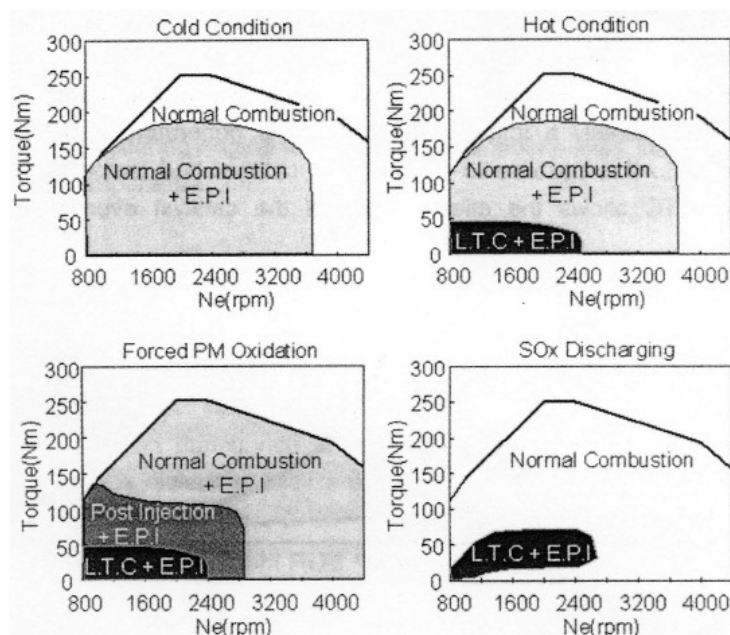 Cold Condition
300
250
200
150
100
50
0
Torque(Nm)
Normal Combustion
Normal Combustion
+ E.P.I
800 1600 2400 3200 4000
Ne(rpm)
Hot Condition
300
250
200
150
100
50
0
Torque(Nm)
Normal Combustion
Normal Combustion
+ E.P.I
L.T.C + E.P.I
800 1600 2400 3200 4000
Ne(rpm)
Forced PM Oxidation
300
250
200
150
100
50
0
Torque(Nm)
Normal Combustion
+ E.P.I
Post Injection
+ E.P.I
L.T.C + E.P.I
800 1600 2400 3200 4000
Ne(rpm)
SOx Discharging
300
250
200
150
100
50
0
Torque(Nm)
Normal Combustion
L.T.C + E.P.I
800 1600 2400 3200 4000
Ne(rpm)